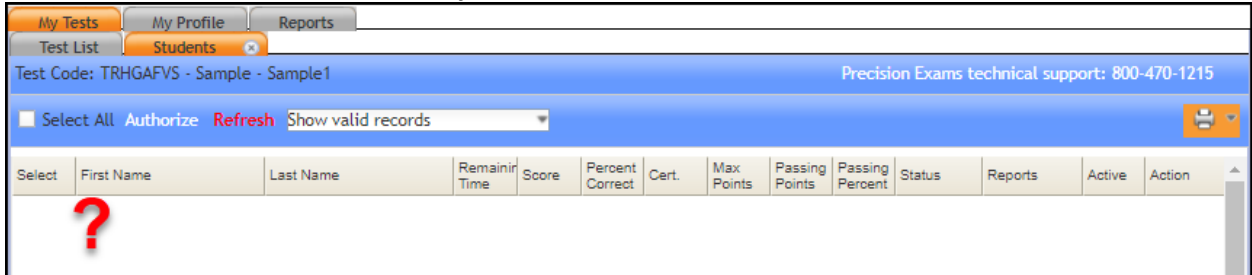 My Tests My Profile Reports
Test List Students
Test Code: TRHGAFVS - Sample - Sample1 Precision Exams technical support: 800-470-1215
Select All Authorize Refresh Show valid records
Select First Name Last Name Remainin Time Score Percent Correct Cert. Max Points Passing Points Passing Percent Status Reports Active Action
?